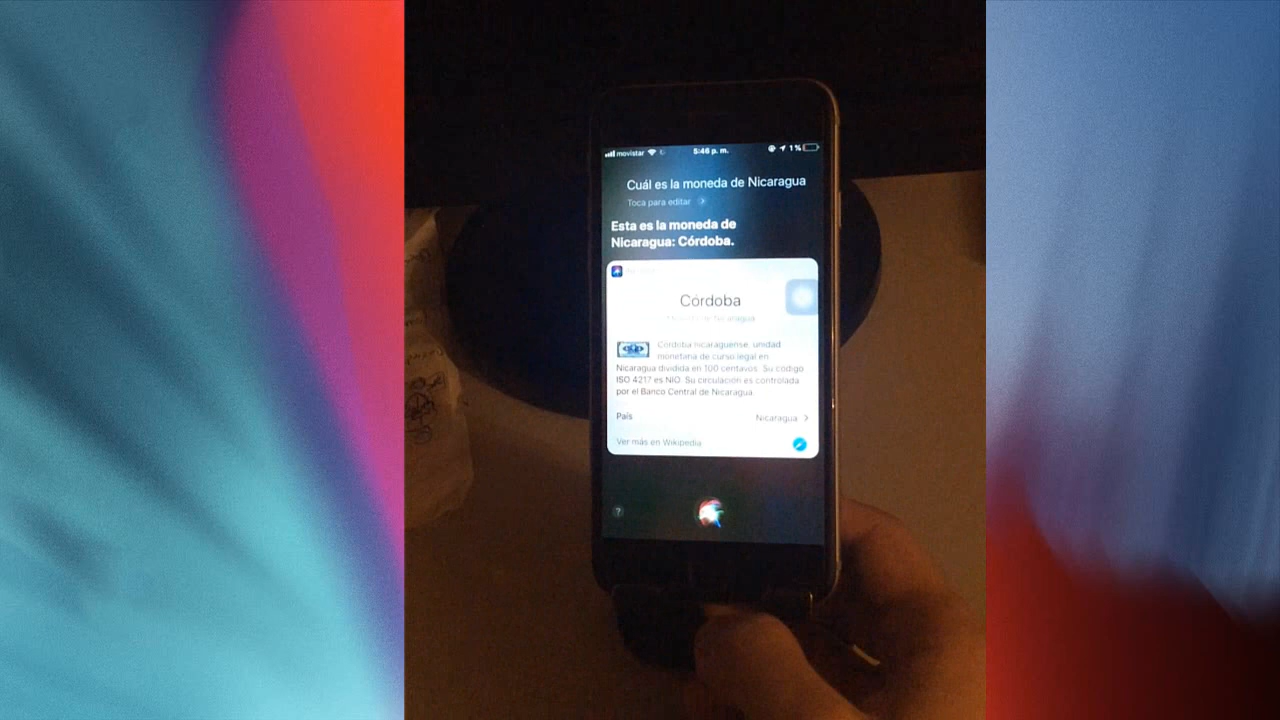 movistar 5:46 p. m. 1%
Cuál es la moneda de Nicaragua
Toca para editar
Esta es la moneda de
Nicaragua: Córdoba.
Córdoba
Nicaragua
Córdoba nicaragüense: unidad
monetaria de curso legal en
Nicaragua dividida en 100 centavos. Su código
ISO 4217 es NIO. Su circulación es controlada
por el Banco Central de Nicaragua
País Nicaragua
Ver más en Wikipedia
?